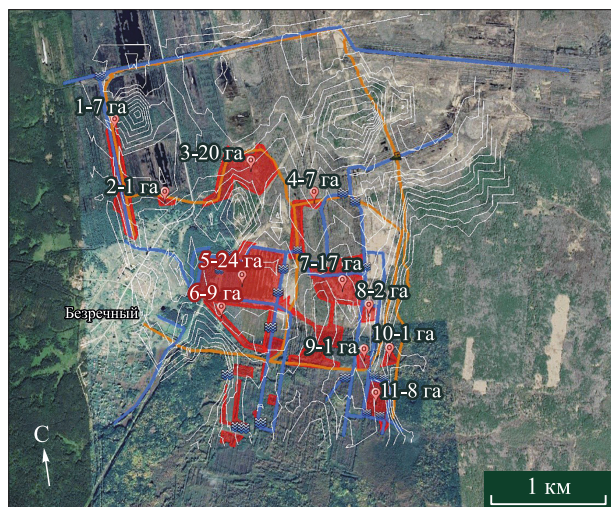 1-7 га
3-20 га
2-1 га
4-7 га
5-24 га
7-17 га
6-9 га
8-2 га
Безречный
9-1 га
10-1 га
11-8 га
С
1 км